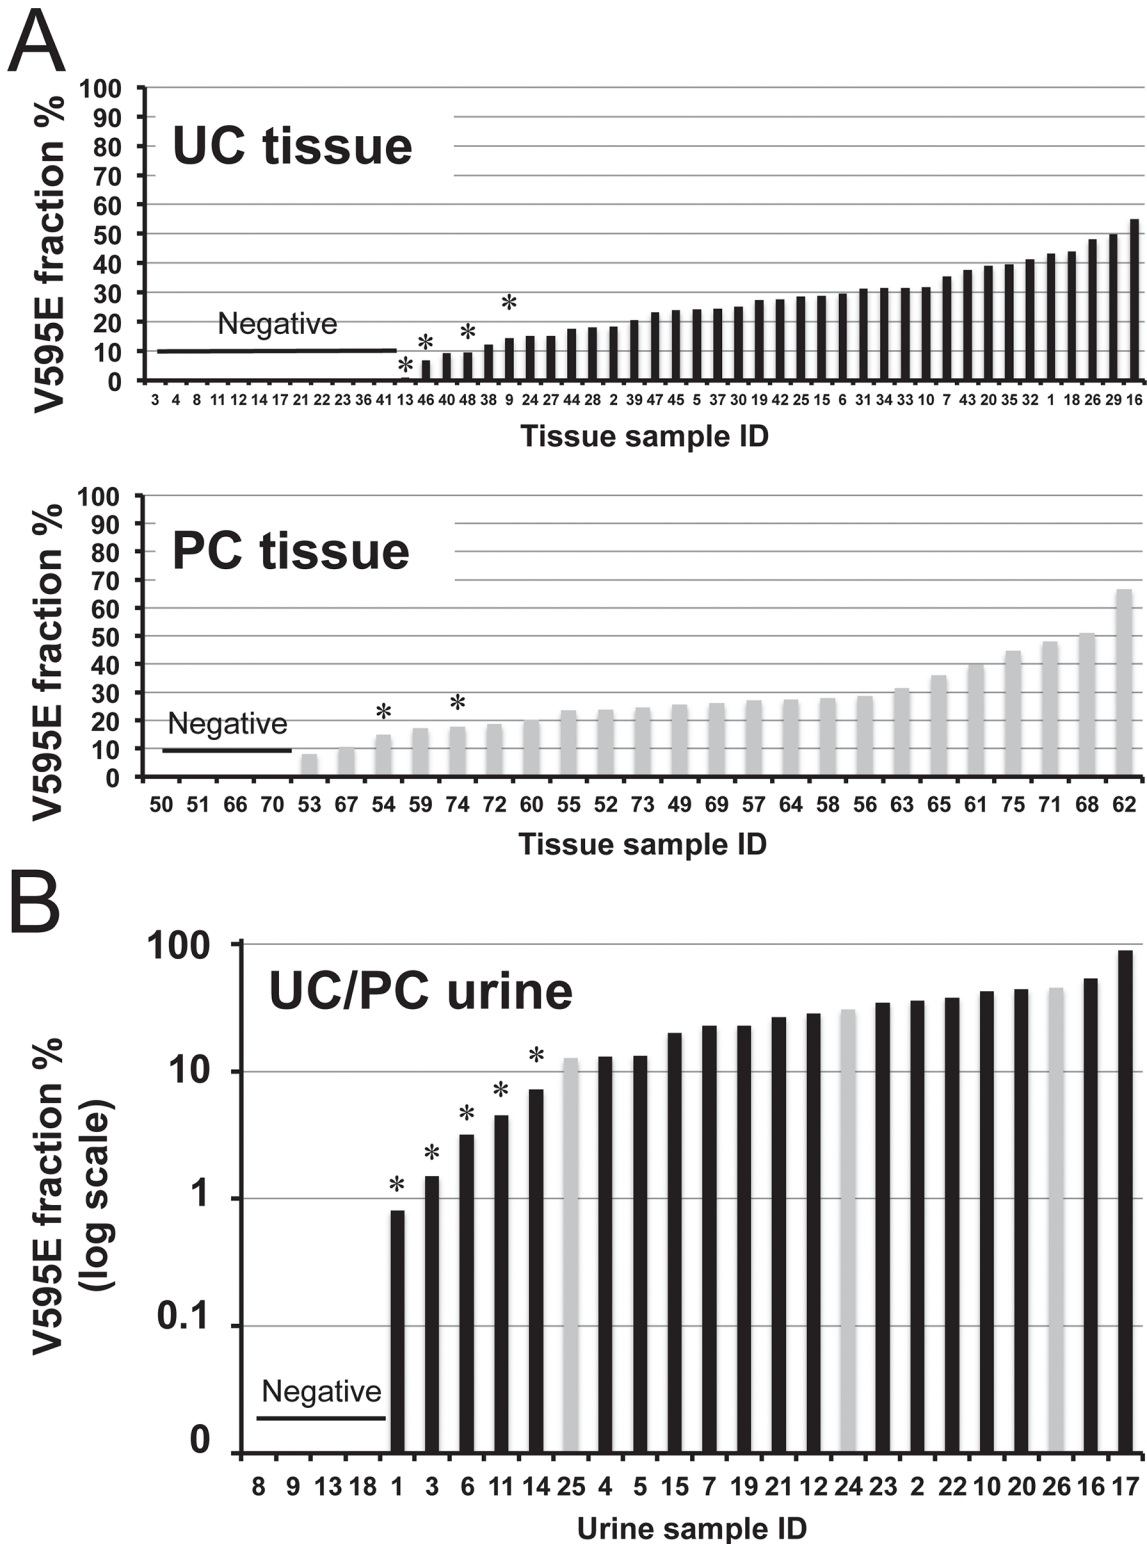 A
V595E fraction %
100
90
80
70
60
50
40
30
20
10
0
UC tissue
Negative
*
*
*
*
3 4 8 11 12 14 17 21 22 23 36 41 13 46 40 48 38 9 24 27 44 28 2 39 47 45 5 37 30 19 42 25 15 6 31 34 33 10 7 43 20 35 32 1 18 26 29 16
Tissue sample ID
V595E fraction %
100
90
80
70
60
50
40
30
20
10
0
PC tissue
Negative
*
*
50 51 66 70 53 67 54 59 74 72 60 55 52 73 49 69 57 64 58 56 63 65 61 75 71 68 62
Tissue sample ID
B
V595E fraction %
(log scale)
100
10
1
0.1
0
UC/PC urine
Negative
*
*
*
*
*
8 9 13 18 1 3 6 11 14 25 4 5 15 7 19 21 12 24 23 2 22 10 20 26 16 17
Urine sample ID